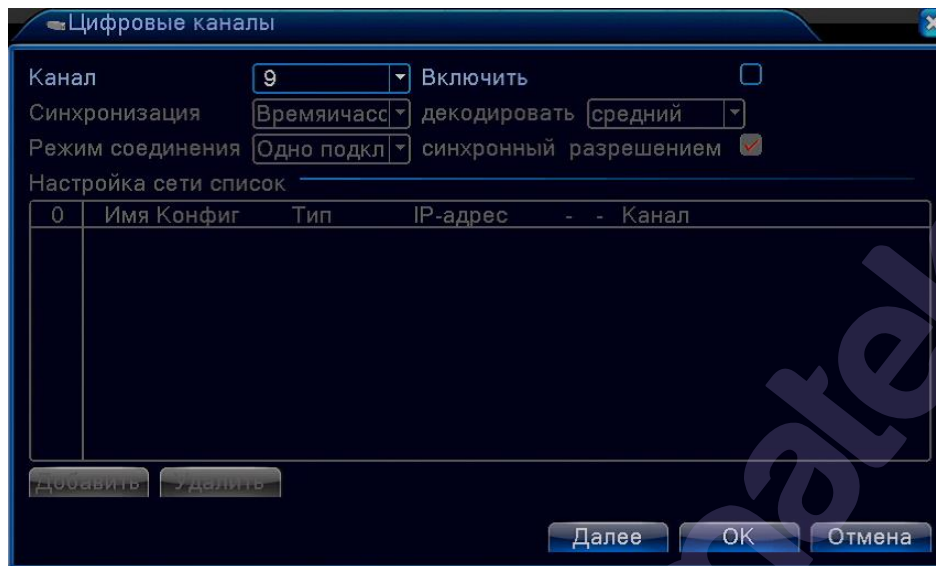 Цифровые каналы
Канал 9 Включить
Синхронизация Времяичасс декодировать средний
Режим соединения Одно подкл синхронный разрешением
Настройка сети список
0 Имя Конфиг Тип IP-адрес - - Канал
Добавить Удалить
Далее OK Отмена